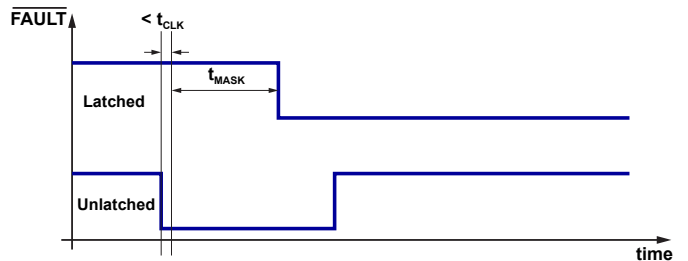 FAULT
< tCLK
tMASK
Latched
Unlatched
time